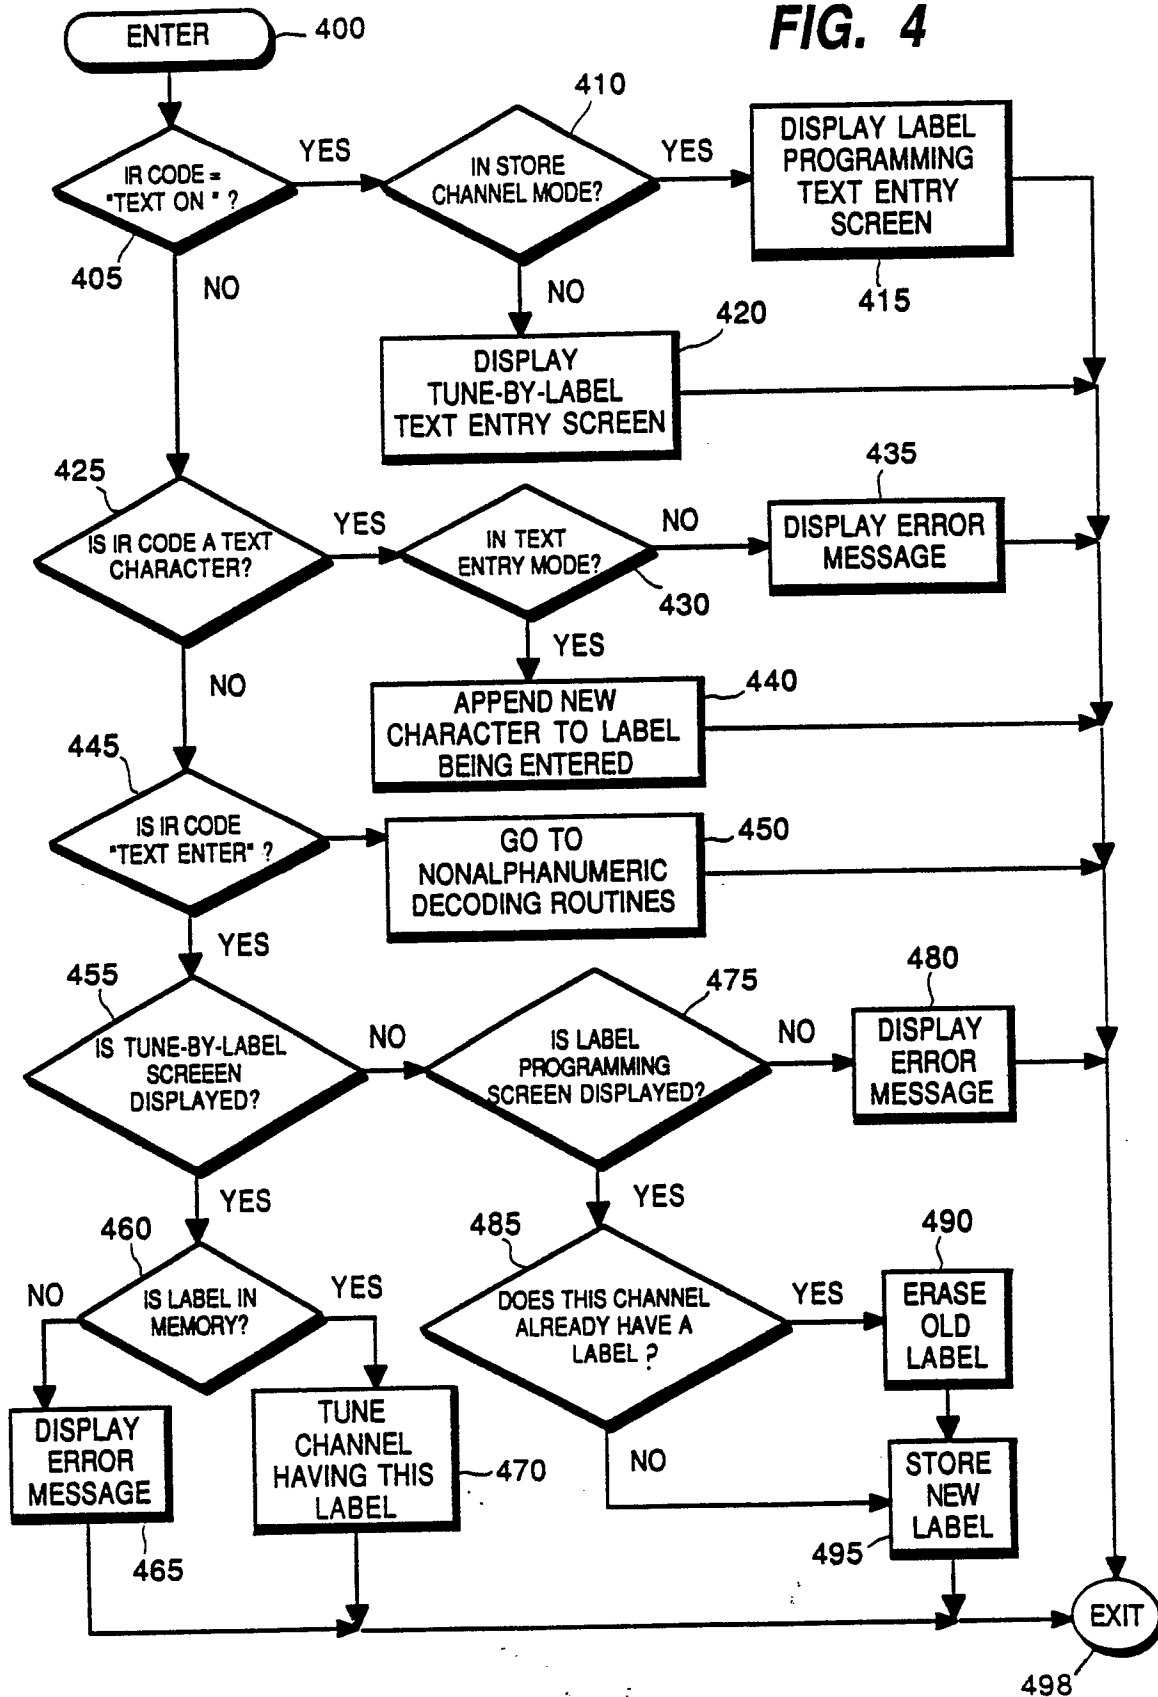 FIG. 4
ENTER
400
IR CODE =
"TEXT ON" ?
405
YES
NO
IN STORE
CHANNEL MODE?
410
YES
NO
DISPLAY LABEL
PROGRAMMING
TEXT ENTRY
SCREEN
415
DISPLAY
TUNE-BY-LABEL
TEXT ENTRY SCREEN
420
425
IS IR CODE A TEXT
CHARACTER?
YES
NO
IN TEXT
ENTRY MODE?
430
NO
YES
DISPLAY ERROR
MESSAGE
435
APPEND NEW
CHARACTER TO LABEL
BEING ENTERED
440
445
IS IR CODE
"TEXT ENTER" ?
YES
GO TO
NONALPHANUMERIC
DECODING ROUTINES
450
455
IS TUNE-BY-LABEL
SCREEEN
DISPLAYED?
NO
YES
IS LABEL
PROGRAMMING
SCREEN DISPLAYED?
475
NO
YES
DISPLAY
ERROR
MESSAGE
480
460
IS LABEL IN
MEMORY?
NO
YES
DISPLAY
ERROR
MESSAGE
465
TUNE
CHANNEL
HAVING THIS
LABEL
470
485
DOES THIS CHANNEL
ALREADY HAVE A
LABEL ?
YES
NO
490
ERASE
OLD
LABEL
STORE
NEW
LABEL
495
EXIT
498